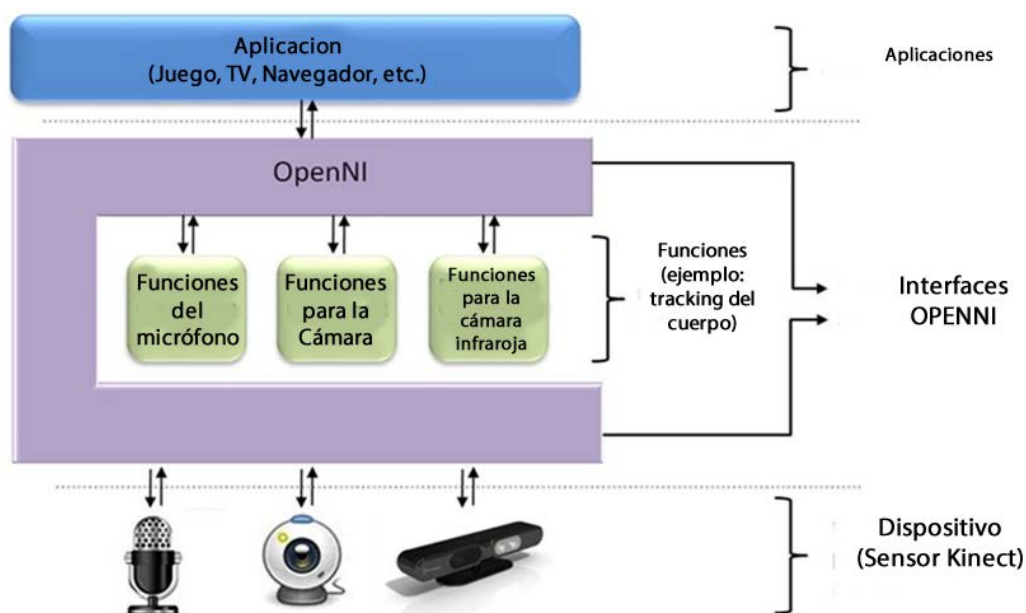 Aplicacion
(Juego, TV, Navegador, etc.)
Aplicaciones
OpenNI
Funciones
del
micrófono
Funciones
para la
Cámara
Funciones
para la
cámara
infraroja
Funciones
(ejemplo:
tracking del
cuerpo)
Interfaces
OPENNI
Dispositivo
(Sensor Kinect)